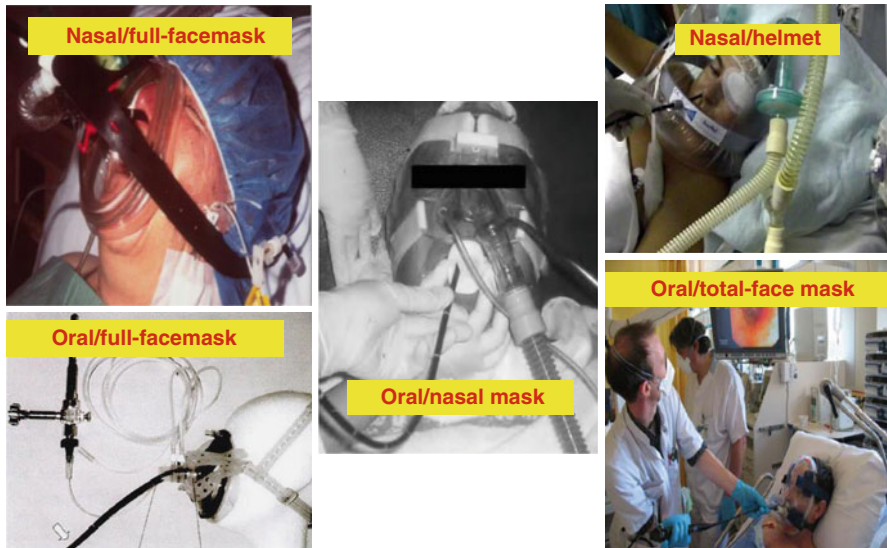 Nasal/full-facemask
Nasal/helmet
Oral/full-facemask
Oral/nasal mask
Oral/total-face mask